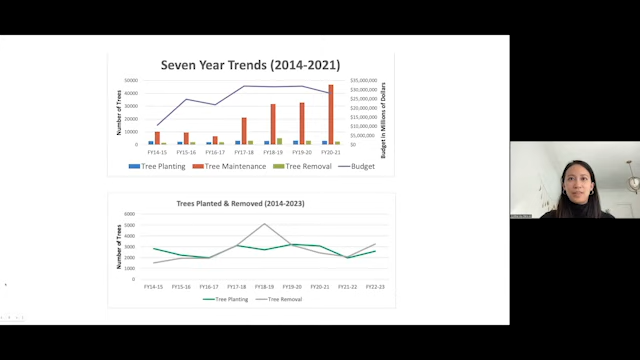 Seven Year Trends (2014-2021)
Number of Trees
50000
40000
30000
20000
10000
0
$35,000,000
$30,000,000
$25,000,000
$20,000,000
$15,000,000
$10,000,000
$5,000,000
$0
Budget in Millions of Dollars
FY14-15 FY15-16 FY16-17 FY17-18 FY18-19 FY19-20 FY20-21
Tree Planting Tree Maintenance Tree Removal Budget
Trees Planted & Removed (2014-2023)
Number of Trees
6000
5000
4000
3000
2000
1000
0
FY14-15 FY15-16 FY16-17 FY17-18 FY18-19 FY19-20 FY20-21 FY21-22 FY22-23
Tree Planting Tree Removal